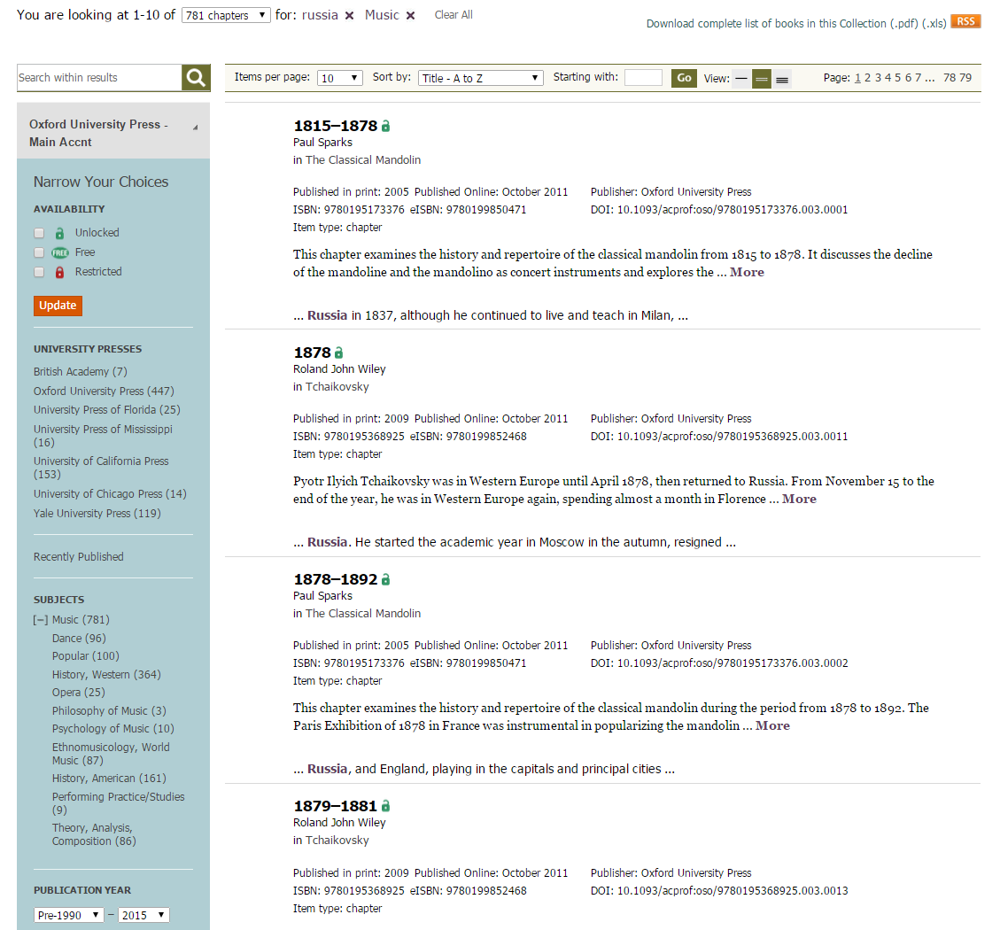 You are looking at 1-10 of 781 chapters for: russia × Music × Clear All
Download complete list of books in this Collection (.pdf) (.xls) RSS
Search within results
Items per page: 10 Sort by: Title - A to Z Starting with: Go View: Page: 1 2 3 4 5 6 7 ... 78 79
Oxford University Press -
Main Accnt
Narrow Your Choices
AVAILABILITY
Unlocked
FREE Free
Restricted
Update
UNIVERSITY PRESSES
British Academy (7)
Oxford University Press (447)
University Press of Florida (25)
University Press of Mississippi
(16)
University of California Press
(153)
University of Chicago Press (14)
Yale University Press (119)
Recently Published
SUBJECTS
[−] Music (781)
Dance (96)
Popular (100)
History, Western (364)
Opera (25)
Philosophy of Music (3)
Psychology of Music (10)
Ethnomusicology, World
Music (87)
History, American (161)
Performing Practice/Studies
(9)
Theory, Analysis,
Composition (86)
PUBLICATION YEAR
Pre-1990 – 2015
1815–1878
Paul Sparks
in The Classical Mandolin
Published in print: 2005 Published Online: October 2011 Publisher: Oxford University Press
ISBN: 9780195173376 eISBN: 9780199850471 DOI: 10.1093/acprof:oso/9780195173376.003.0001
Item type: chapter
This chapter examines the history and repertoire of the classical mandolin from 1815 to 1878. It discusses the decline
of the mandoline and the mandolino as concert instruments and explores the ... More
... Russia in 1837, although he continued to live and teach in Milan, ...
1878
Roland John Wiley
in Tchaikovsky
Published in print: 2009 Published Online: October 2011 Publisher: Oxford University Press
ISBN: 9780195368925 eISBN: 9780199852468 DOI: 10.1093/acprof:oso/9780195368925.003.0011
Item type: chapter
Pyotr Ilyich Tchaikovsky was in Western Europe until April 1878, then returned to Russia. From November 15 to the
end of the year, he was in Western Europe again, spending almost a month in Florence ... More
... Russia. He started the academic year in Moscow in the autumn, resigned ...
1878–1892
Paul Sparks
in The Classical Mandolin
Published in print: 2005 Published Online: October 2011 Publisher: Oxford University Press
ISBN: 9780195173376 eISBN: 9780199850471 DOI: 10.1093/acprof:oso/9780195173376.003.0002
Item type: chapter
This chapter examines the history and repertoire of the classical mandolin during the period from 1878 to 1892. The
Paris Exhibition of 1878 in France was instrumental in popularizing the mandolin ... More
... Russia, and England, playing in the capitals and principal cities ...
1879–1881
Roland John Wiley
in Tchaikovsky
Published in print: 2009 Published Online: October 2011 Publisher: Oxford University Press
ISBN: 9780195368925 eISBN: 9780199852468 DOI: 10.1093/acprof:oso/9780195368925.003.0013
Item type: chapter